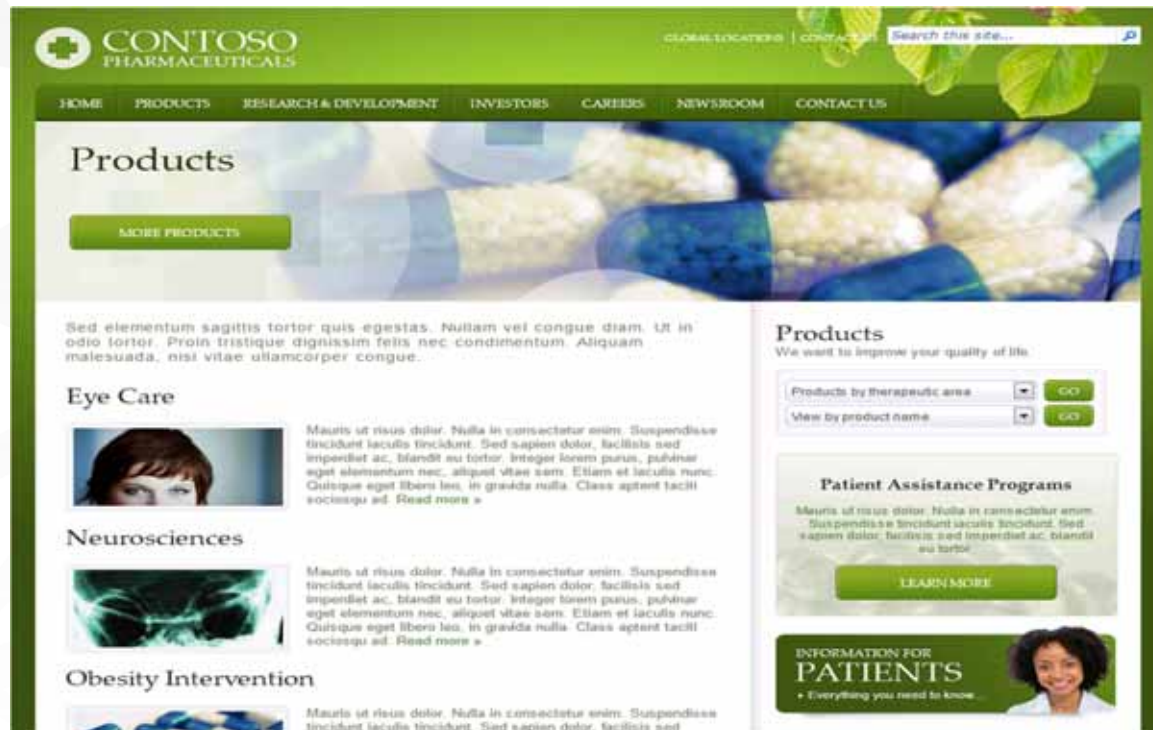 CONTOSO
PHARMACEUTICALS
GLOBAL LOCATIONS | CONTACT US
Search this site...
HOME PRODUCTS RESEARCH & DEVELOPMENT INVESTORS CAREERS NEWSROOM CONTACT US
Products
MORE PRODUCTS
Sed elementum sagittis tortor quis egestas. Nullam vel congue diam. Ut in
odio tortor. Proin tristique dignissim felis nec condimentum. Aliquam
malesuada, nisi vitae ullamcorper congue.
Eye Care
Mauris ut risus dolor. Nulla in consectetur enim. Suspendisse
tincidunt iaculis tincidunt. Sed sapien dolor, facilisis sed
imperdiet ac, blandit eu tortor. Integer lorem purus, pulvinar
eget elementum nec, aliquet vitae sem. Etiam et iaculis nunc.
Quisque eget libero leo, in gravida nulla. Class aptent taciti
sociosqu ad. Read more »
Neurosciences
Mauris ut risus dolor. Nulla in consectetur enim. Suspendisse
tincidunt iaculis tincidunt. Sed sapien dolor, facilisis sed
imperdiet ac, blandit eu tortor. Integer lorem purus, pulvinar
eget elementum nec, aliquet vitae sem. Etiam et iaculis nunc.
Quisque eget libero leo, in gravida nulla. Class aptent taciti
sociosqu ad. Read more »
Obesity Intervention
Mauris ut risus dolor. Nulla in consectetur enim. Suspendisse
tincidunt iaculis tincidunt. Sed sapien dolor, facilisis sed
Products
We want to improve your quality of life.
Products by therapeutic area GO
View by product name GO
Patient Assistance Programs
Mauris ut risus dolor. Nulla in consectetur enim.
Suspendisse tincidunt iaculis tincidunt. Sed
sapien dolor, facilisis sed imperdiet ac, blandit
eu tortor
LEARN MORE
INFORMATION FOR
PATIENTS
Everything you need to know...